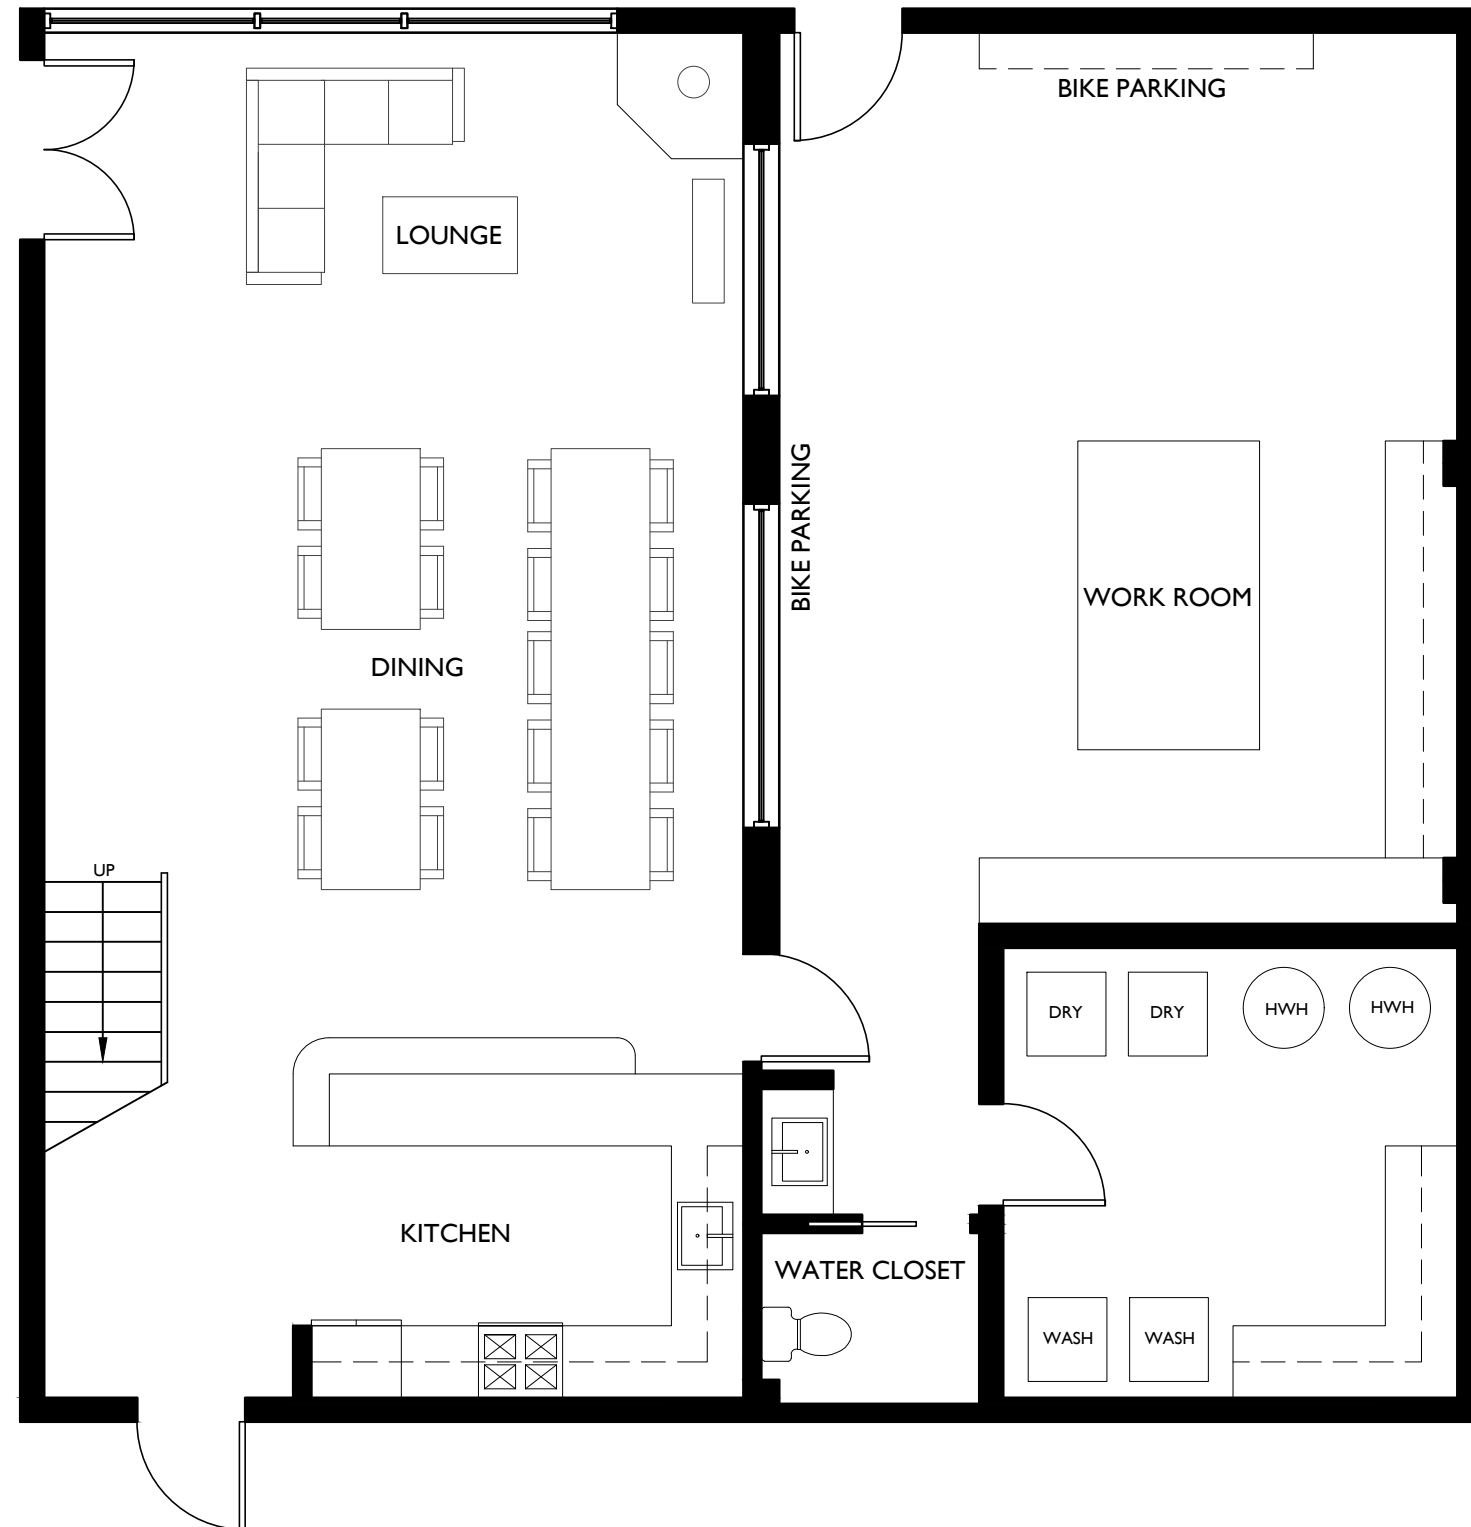 BIKE PARKING
LOUNGE
BIKE PARKING
WORK ROOM
DINING
UP
DRY
DRY
HWH
HWH
KITCHEN
WATER CLOSET
WASH
WASH